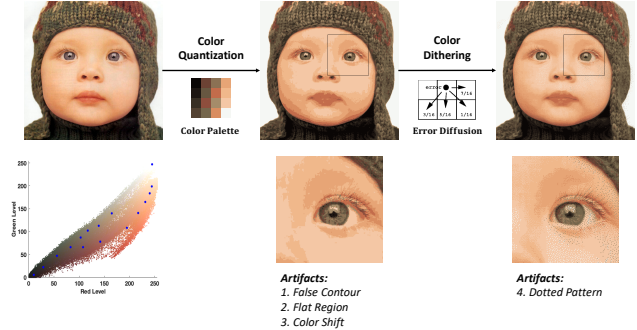 Color
Quantization
Color Palette
Color
Dithering
error
7/16
3/16 5/16 1/16
Error Diffusion
Green Level
250
200
150
100
50
0
0 50 100 150 200 250
Red Level
Artifacts:
1. False Contour
2. Flat Region
3. Color Shift
Artifacts:
4. Dotted Pattern